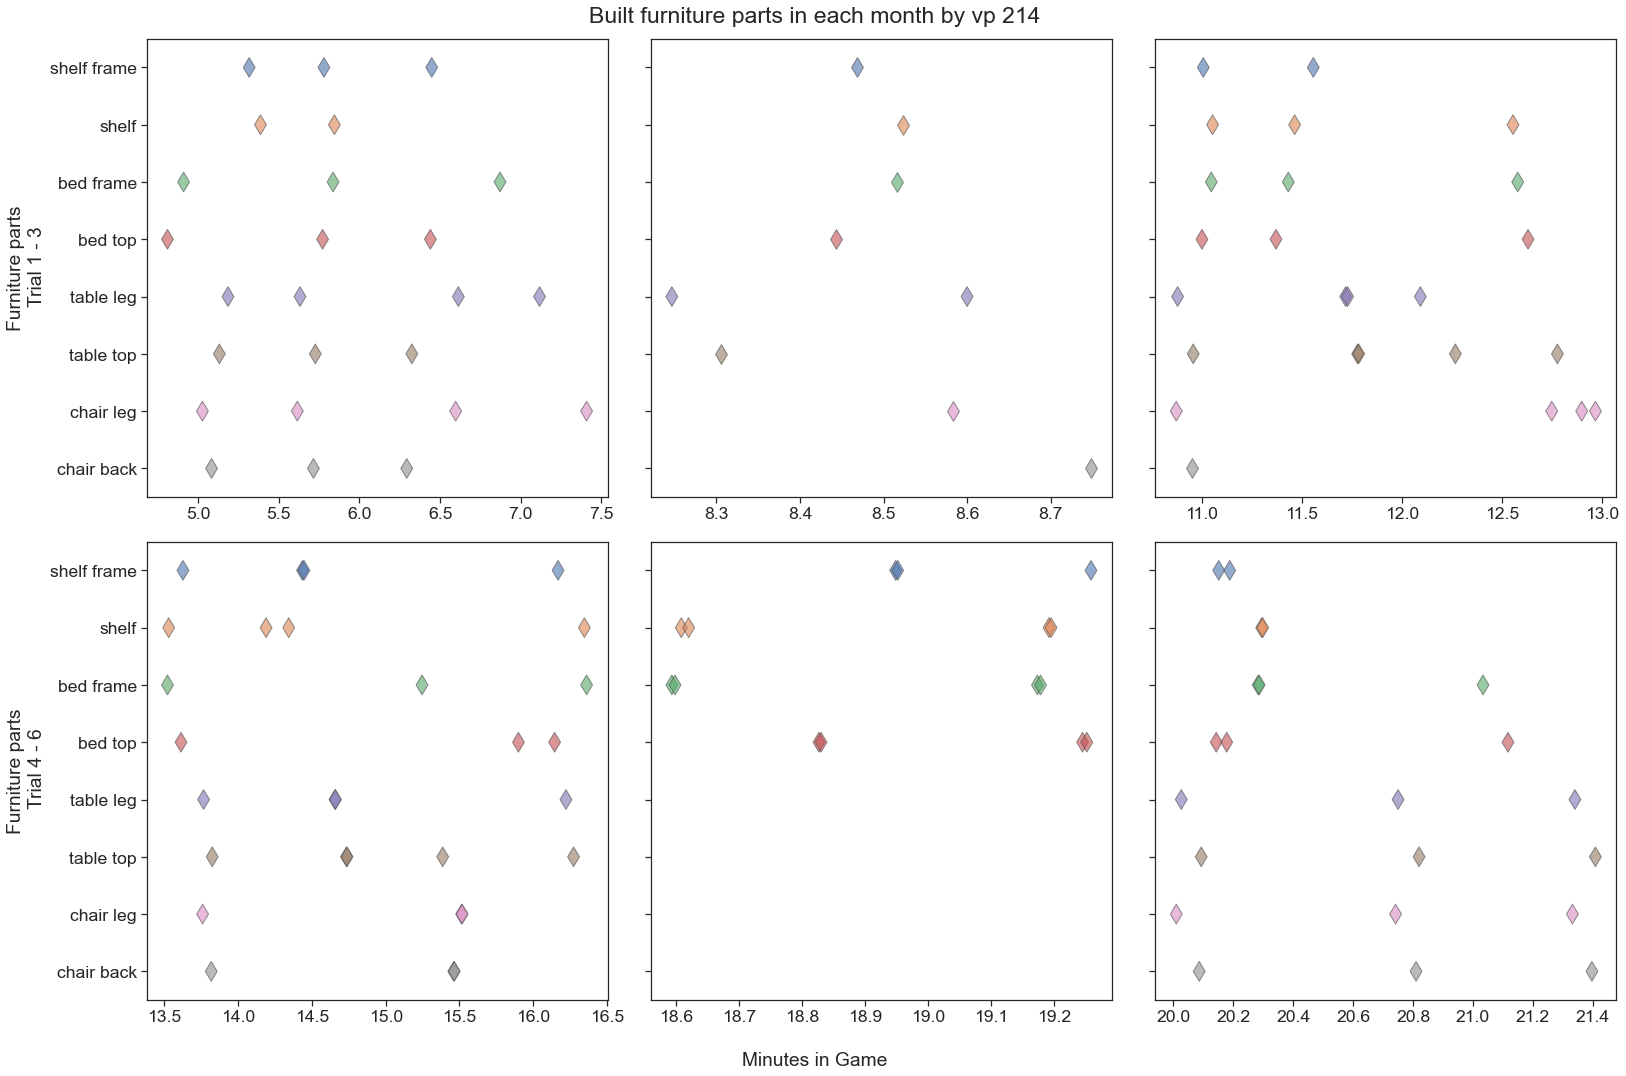 Built furniture parts in each month by vp 214
Furniture parts
Trial 1 - 3
shelf frame
shelf
bed frame
bed top
table leg
table top
chair leg
chair back
5.0 5.5 6.0 6.5 7.0 7.5
8.3 8.4 8.5 8.6 8.7
11.0 11.5 12.0 12.5 13.0
Furniture parts
Trial 4 - 6
shelf frame
shelf
bed frame
bed top
table leg
table top
chair leg
chair back
13.5 14.0 14.5 15.0 15.5 16.0 16.5
18.6 18.7 18.8 18.9 19.0 19.1 19.2
20.0 20.2 20.4 20.6 20.8 21.0 21.2 21.4
Minutes in Game